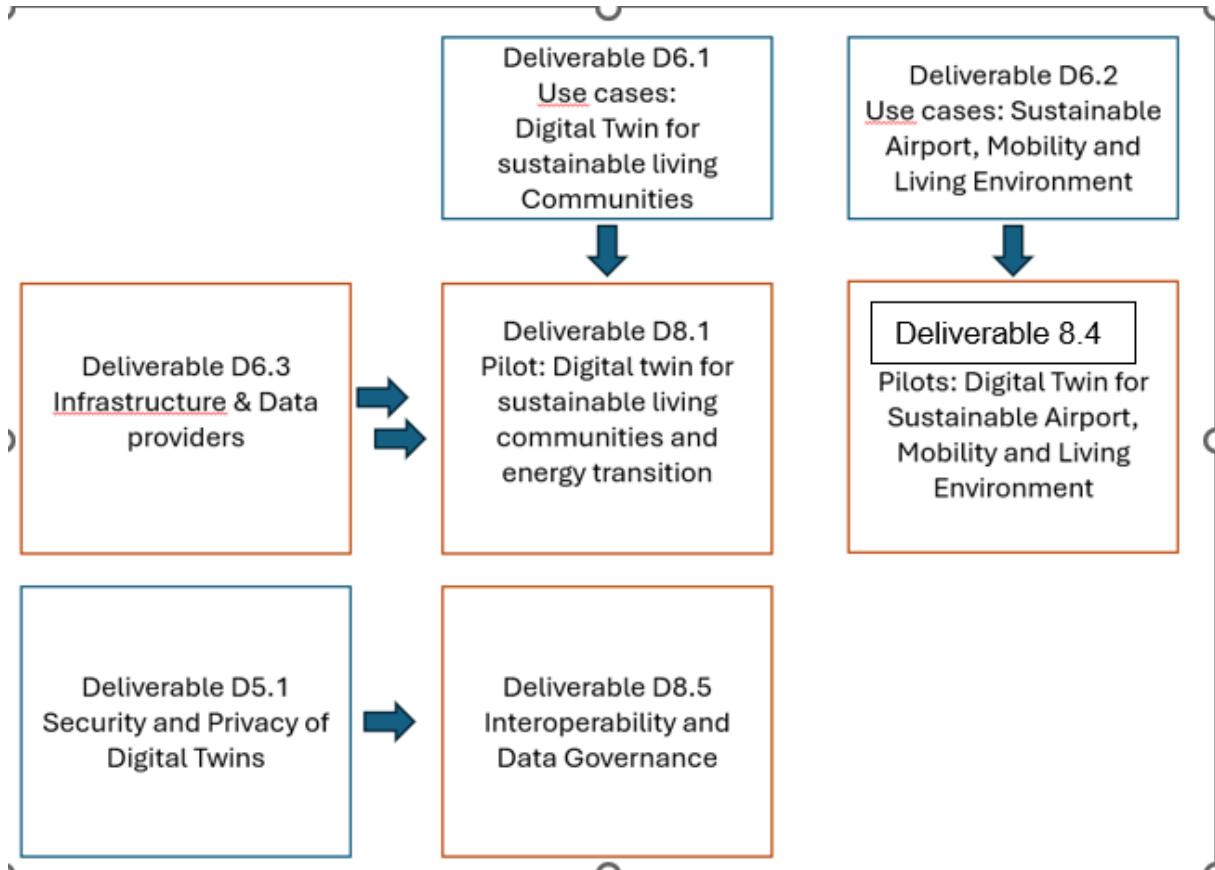 Deliverable D6.1
Use cases:
Digital Twin for
sustainable living
Communities
Deliverable D6.2
Use cases: Sustainable
Airport, Mobility and
Living Environment
Deliverable D6.3
Infrastructure & Data
providers
Deliverable D8.1
Pilot: Digital twin for
sustainable living
communities and
energy transition
Deliverable 8.4
Pilots: Digital Twin for
Sustainable Airport,
Mobility and Living
Environment
Deliverable D5.1
Security and Privacy of
Digital Twins
Deliverable D8.5
Interoperability and
Data Governance